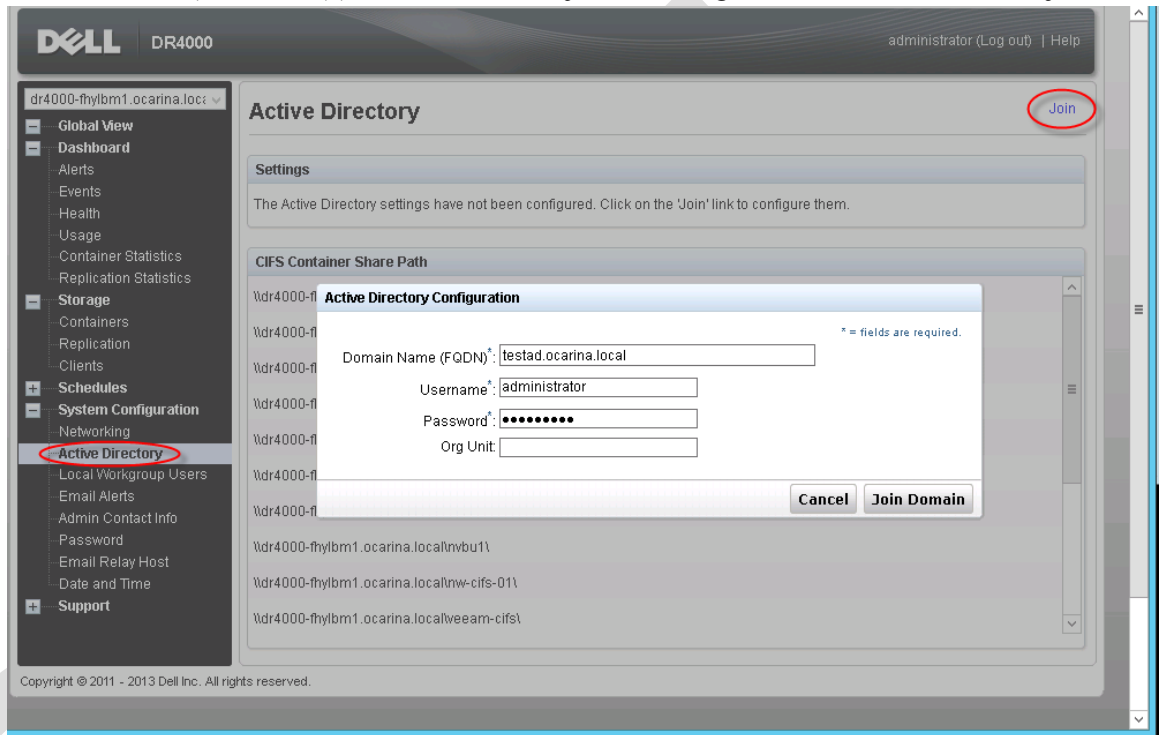 DELL DR4000
administrator (Log out) | Help
dr4000-fhylbm1.ocarina.loca
Global View
Dashboard
Alerts
Events
Health
Usage
Container Statistics
Replication Statistics
Storage
Containers
Replication
Clients
Schedules
System Configuration
Networking
Active Directory
Local Workgroup Users
Email Alerts
Admin Contact Info
Password
Email Relay Host
Date and Time
Support
Active Directory
Join
Settings
The Active Directory settings have not been configured. Click on the 'Join' link to configure them.
CIFS Container Share Path
\\dr4000-fl
\\dr4000-fl
\\dr4000-fl
\\dr4000-fl
\\dr4000-fl
\\dr4000-fl
\\dr4000-fl
\\dr4000-fhylbm1.ocarina.local\nvbu1\
\\dr4000-fhylbm1.ocarina.local\nw-cifs-01\
\\dr4000-fhylbm1.ocarina.local\veeam-cifs\
Active Directory Configuration
* = fields are required.
Domain Name (FQDN)*: testad.ocarina.local
Username*: administrator
Password*: •••••••••
Org Unit:
Cancel Join Domain
Copyright © 2011 - 2013 Dell Inc. All rights reserved.